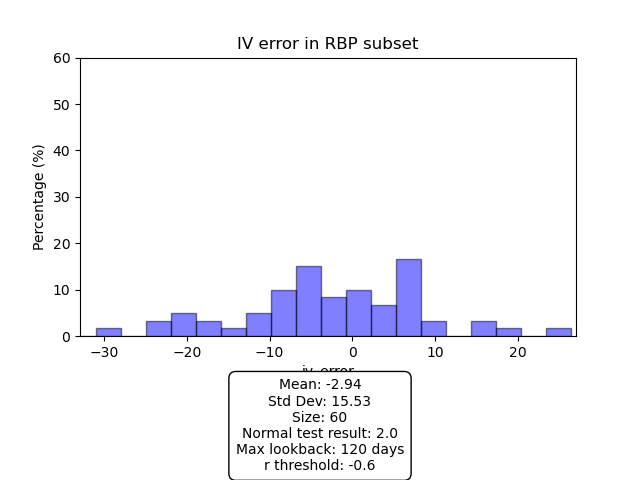 IV error in RBP subset
60
50
40
30
20
10
0
Percentage (%)
−30 −20 −10 0 10 20
iv_error
Mean: -2.94
Std Dev: 15.53
Size: 60
Normal test result: 2.0
Max lookback: 120 days
r threshold: -0.6